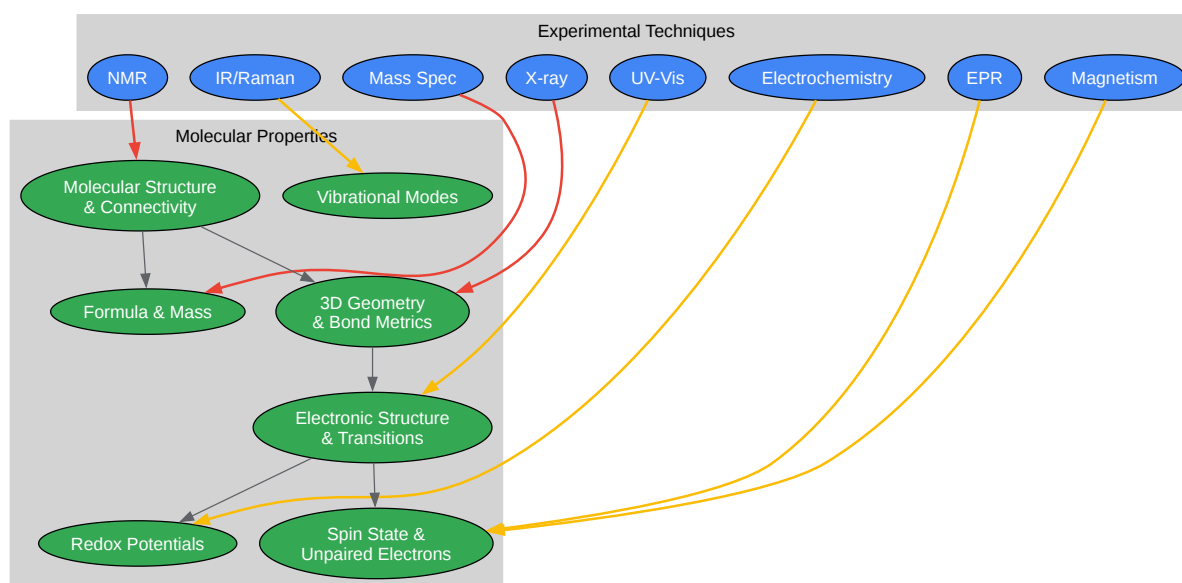 Experimental Techniques
NMR
IR/Raman
Mass Spec
X-ray
UV-Vis
Electrochemistry
EPR
Magnetism
Molecular Properties
Molecular Structure
& Connectivity
Vibrational Modes
Formula & Mass
3D Geometry
& Bond Metrics
Electronic Structure
& Transitions
Redox Potentials
Spin State &
Unpaired Electrons